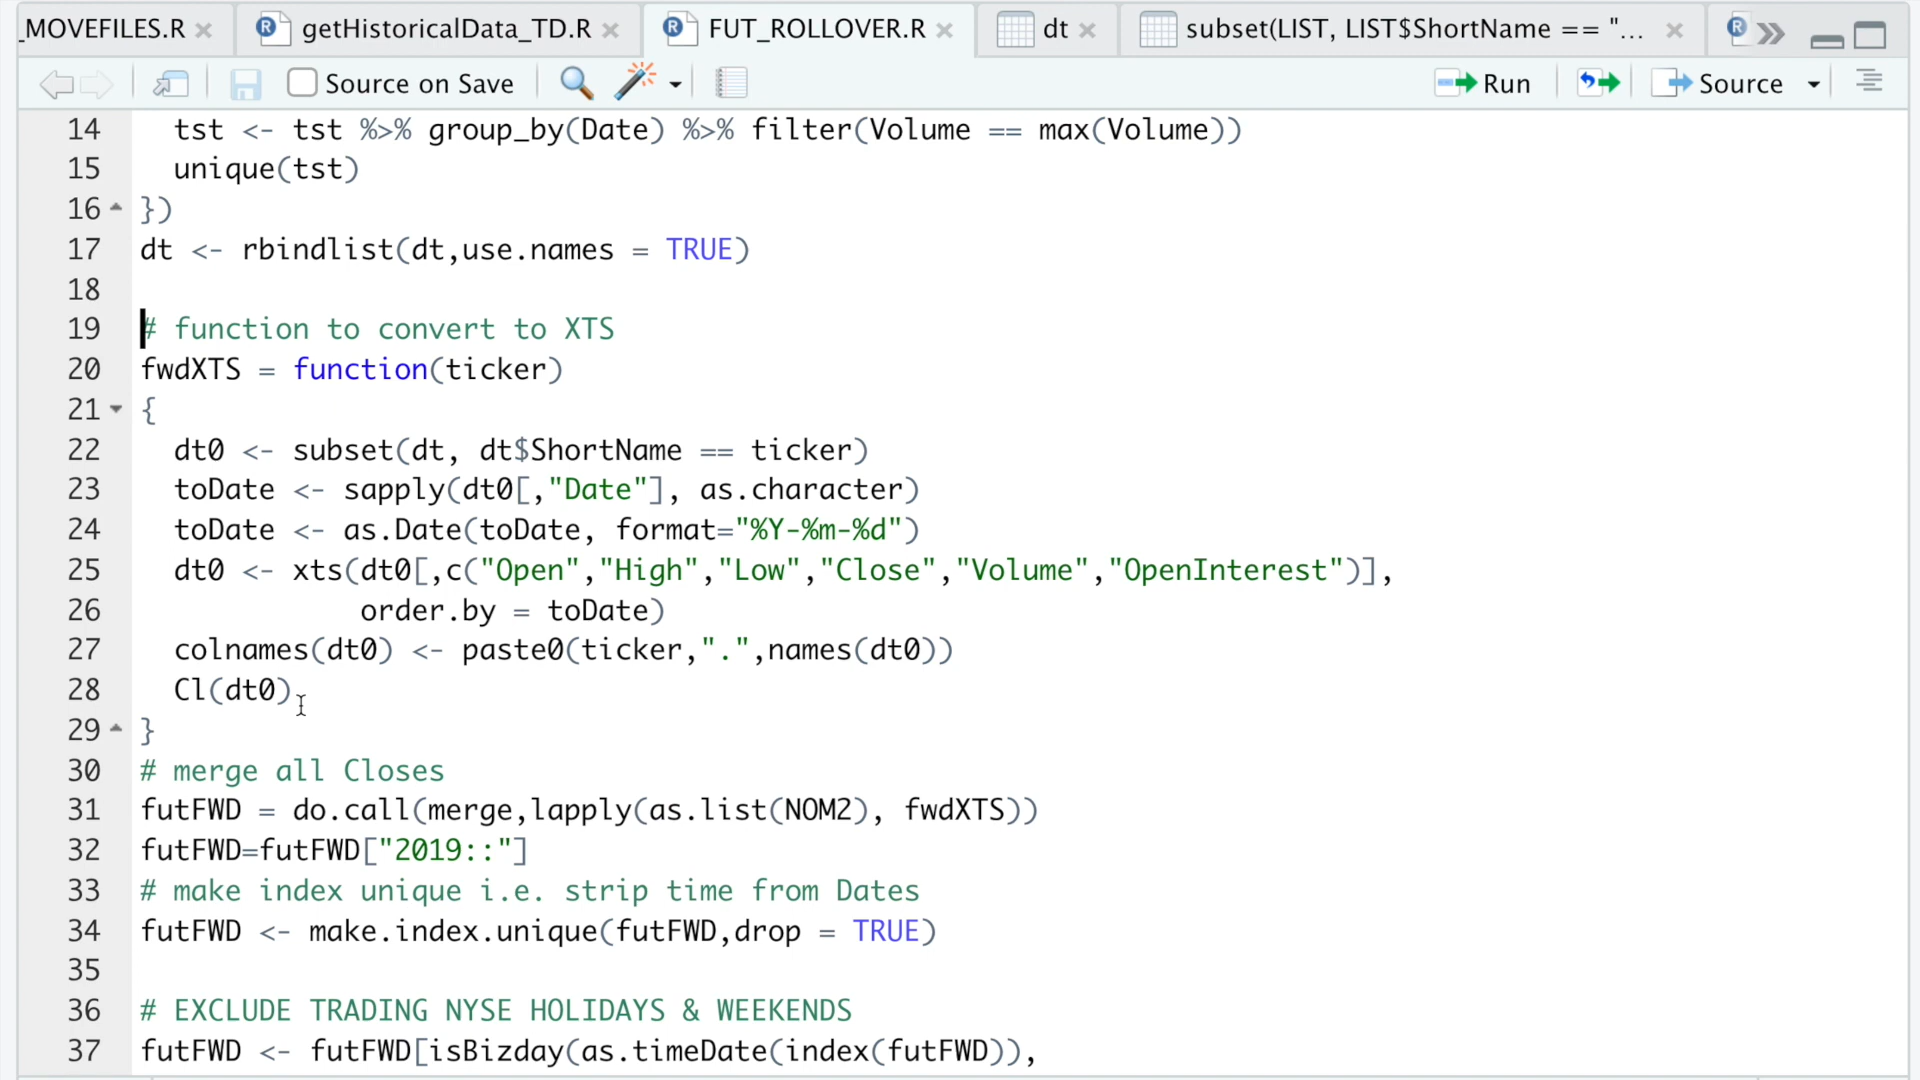 _MOVEFILES.R getHistoricalData_TD.R FUT_ROLLOVER.R dt subset(LIST, LIST$ShortName == "...
Source on Save Run Source
14 tst <- tst %>% group_by(Date) %>% filter(Volume == max(Volume))
15 unique(tst)
16 })
17 dt <- rbindlist(dt,use.names = TRUE)
18
19 # function to convert to XTS
20 fwdXTS = function(ticker)
21 {
22 dt0 <- subset(dt, dt$ShortName == ticker)
23 toDate <- sapply(dt0[,"Date"], as.character)
24 toDate <- as.Date(toDate, format="%Y-%m-%d")
25 dt0 <- xts(dt0[,c("Open","High","Low","Close","Volume","OpenInterest")],
26 order.by = toDate)
27 colnames(dt0) <- paste0(ticker,".",names(dt0))
28 Cl(dt0)
29 }
30 # merge all Closes
31 futFWD = do.call(merge,lapply(as.list(NOM2), fwdXTS))
32 futFWD=futFWD["2019::"]
33 # make index unique i.e. strip time from Dates
34 futFWD <- make.index.unique(futFWD,drop = TRUE)
35
36 # EXCLUDE TRADING NYSE HOLIDAYS & WEEKENDS
37 futFWD <- futFWD[isBizday(as.timeDate(index(futFWD)),